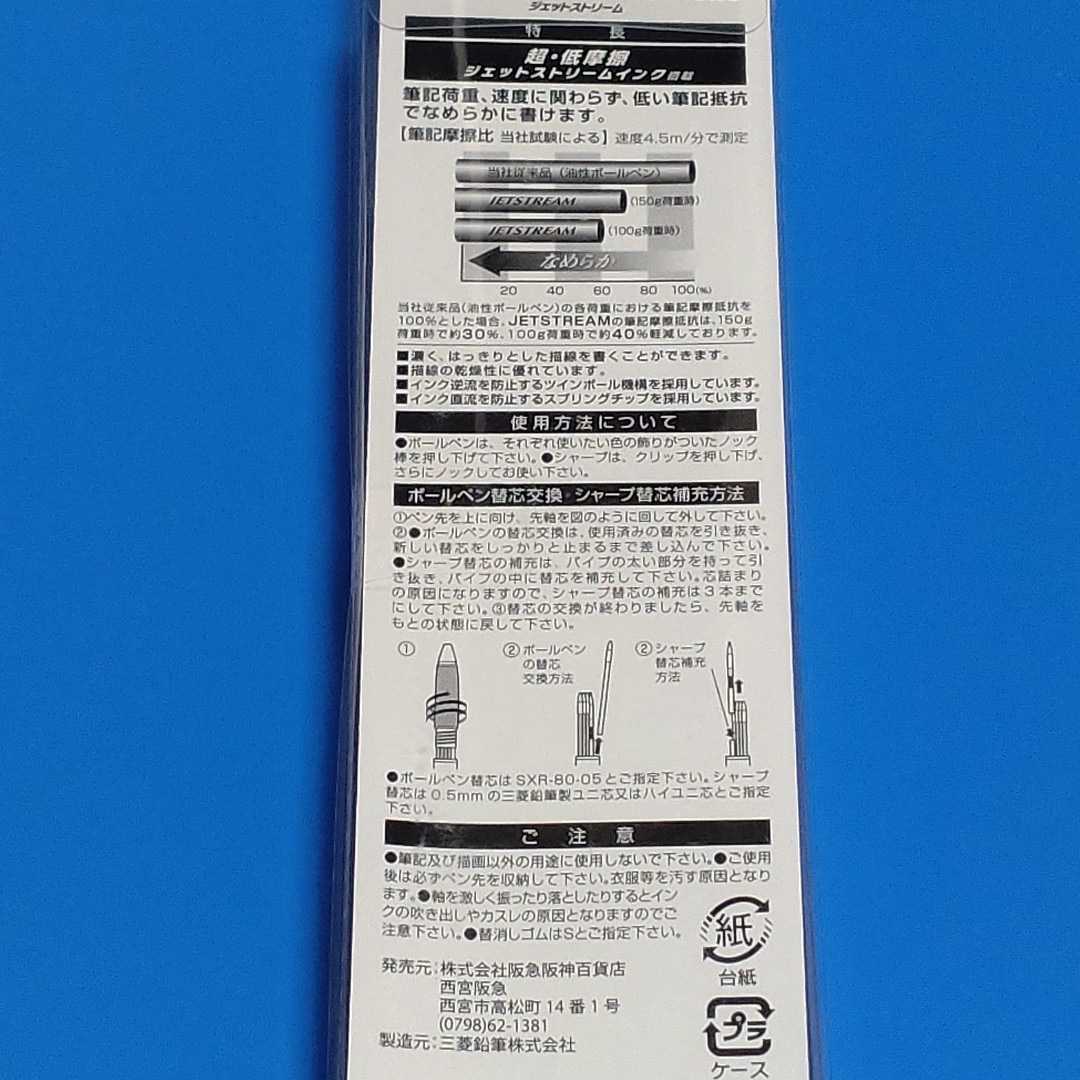 ジェットストリーム
特 長
超・低摩擦
ジェットストリームインク搭載
筆記荷重、速度に関わらず、低い筆記抵抗
でなめらかに書けます。
【筆記摩擦比 当社試験による】速度4.5m/分で測定
当社従来品（油性ボールペン）
JETSTREAM (150g荷重時)
JETSTREAM (100g荷重時)
なめらか
20 40 60 80 100(%)
当社従来品(油性ボールペン)の各荷重における筆記摩擦抵抗を
100%とした場合、JETSTREAMの筆記摩擦抵抗は、150g
荷重時で約30%、100g荷重時で約40%軽減しております。
■濃く、はっきりとした描線を書くことができます。
■描線の乾燥性に優れています。
■インク逆流を防止するツインボール機構を採用しています。
■インク直流を防止するスプリングチップを採用しています。
使用方法について
●ボールペンは、それぞれ使いたい色の飾りがついたノック
棒を押し下げて下さい。●シャープは、クリップを押し下げ、
さらにノックしてお使い下さい。
ボールペン替芯交換・シャープ替芯補充方法
①ペン先を上に向け、先軸を図のように回して外して下さい。
②●ボールペンの替芯交換は、使用済みの替芯を引き抜き、
新しい替芯をしっかりと止まるまで差し込んで下さい。
●シャープ替芯の補充は、パイプの太い部分を持って引
き抜き、パイプの中に替芯を補充して下さい。芯詰まり
の原因になりますので、シャープ替芯の補充は3本まで
にして下さい。③替芯の交換が終わりましたら、先軸を
もとの状態に戻して下さい。
①
②ボールペン
の替芯
交換方法
②シャープ
替芯補充
方法
●ボールペン替芯はSXR-80-05とご指定下さい。シャープ
替芯は0.5mmの三菱鉛筆製ユニ芯又はハイユニ芯とご指定
下さい。
ご 注 意
●筆記及び描画以外の用途に使用しないで下さい。●ご使用
後は必ずペン先を収納して下さい。衣服等を汚す原因となり
ます。●軸を激しく振ったり落としたりするとイン
クの吹き出しやカスレの原因となりますのでご
注意下さい。●替消しゴムはSとご指定下さい。
紙
台紙
発売元:株式会社阪急阪神百貨店
西宮阪急
西宮市高松町14番1号
(0798)62-1381
製造元:三菱鉛筆株式会社
プラ
ケース